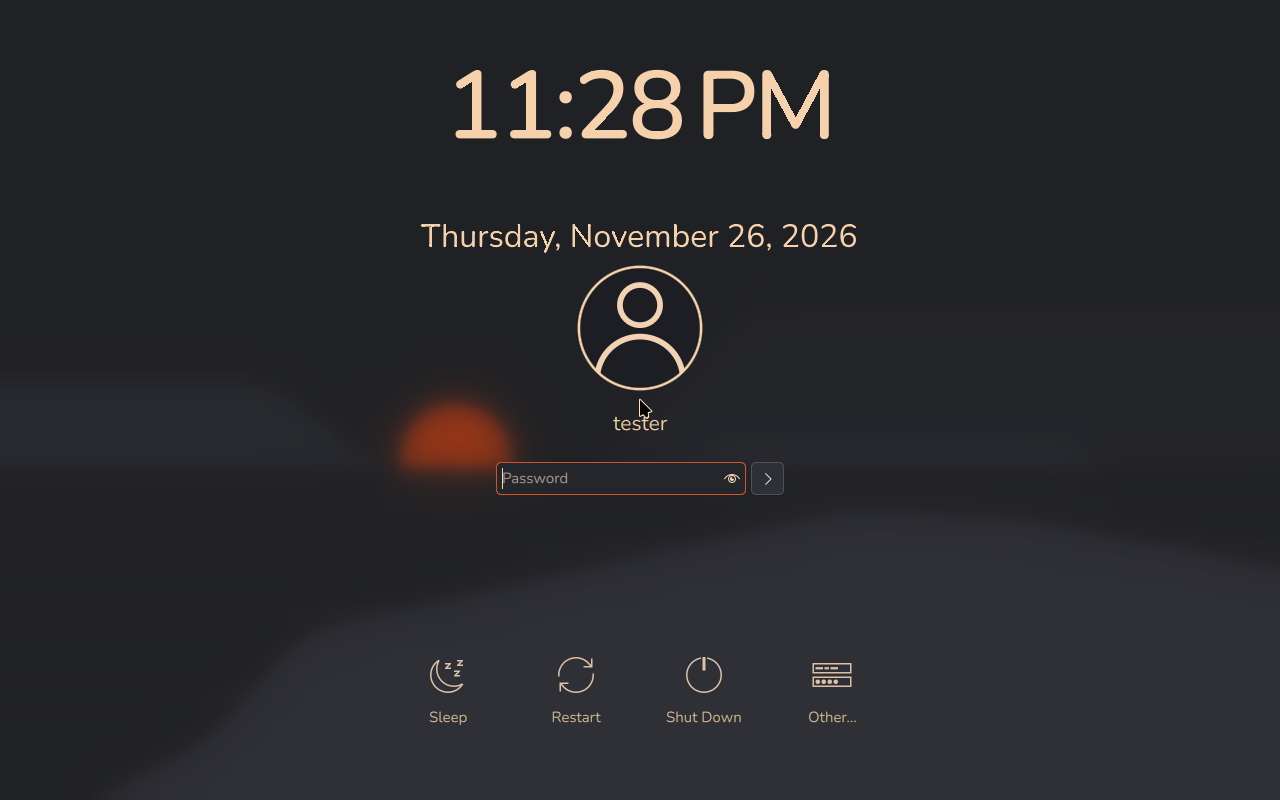 11:28 PM
Thursday, November 26, 2026
tester
Password
Sleep
Restart
Shut Down
Other...